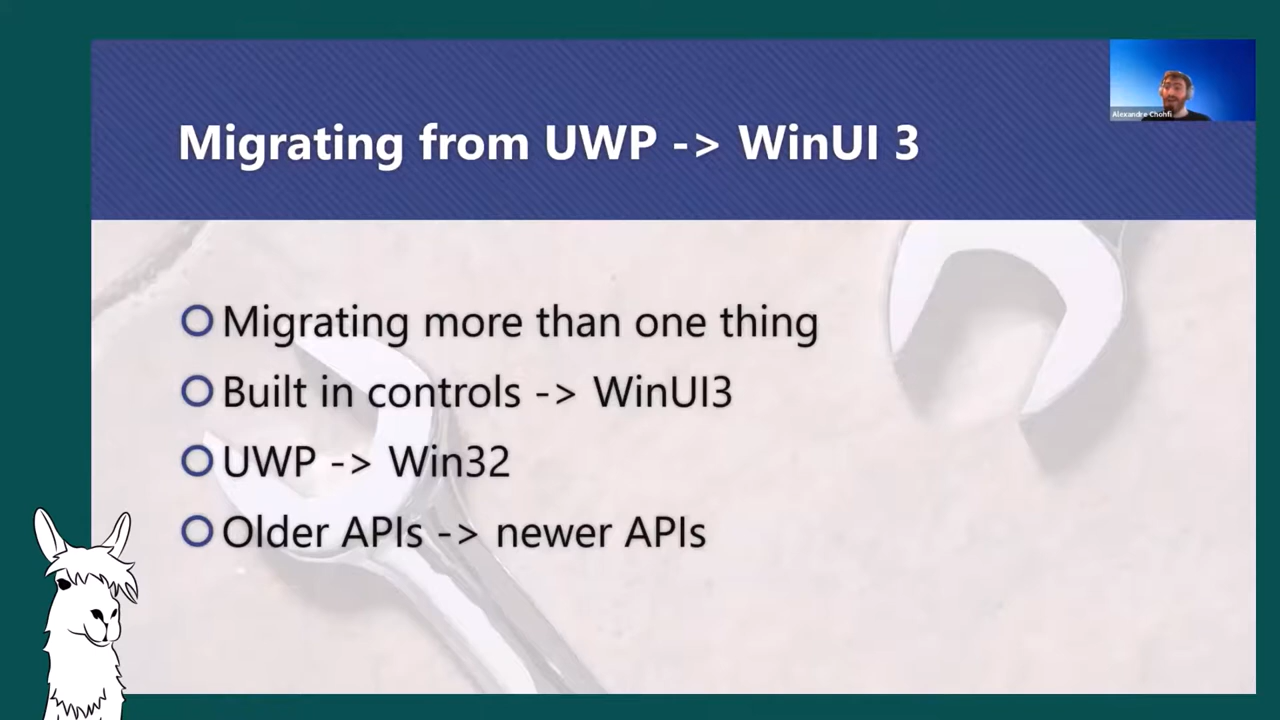 Alexandre Chohfi
Migrating from UWP -> WinUI 3
Migrating more than one thing
Built in controls -> WinUI3
UWP -> Win32
Older APIs -> newer APIs